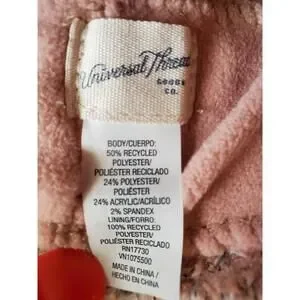 Universal Thread
GOODS
CO.
BODY/CUERPO:
50% RECYCLED
POLYESTER/
POLIÉSTER RECICLADO
24% POLYESTER/
POLIÉSTER
24% ACRYLIC/ACRÍLICO
2% SPANDEX
LINING/FORRO:
100% RECYCLED
POLYESTER/
POLIÉSTER RECICLADO
RN17730
VN1075500
MADE IN CHINA /
HECHO EN CHINA